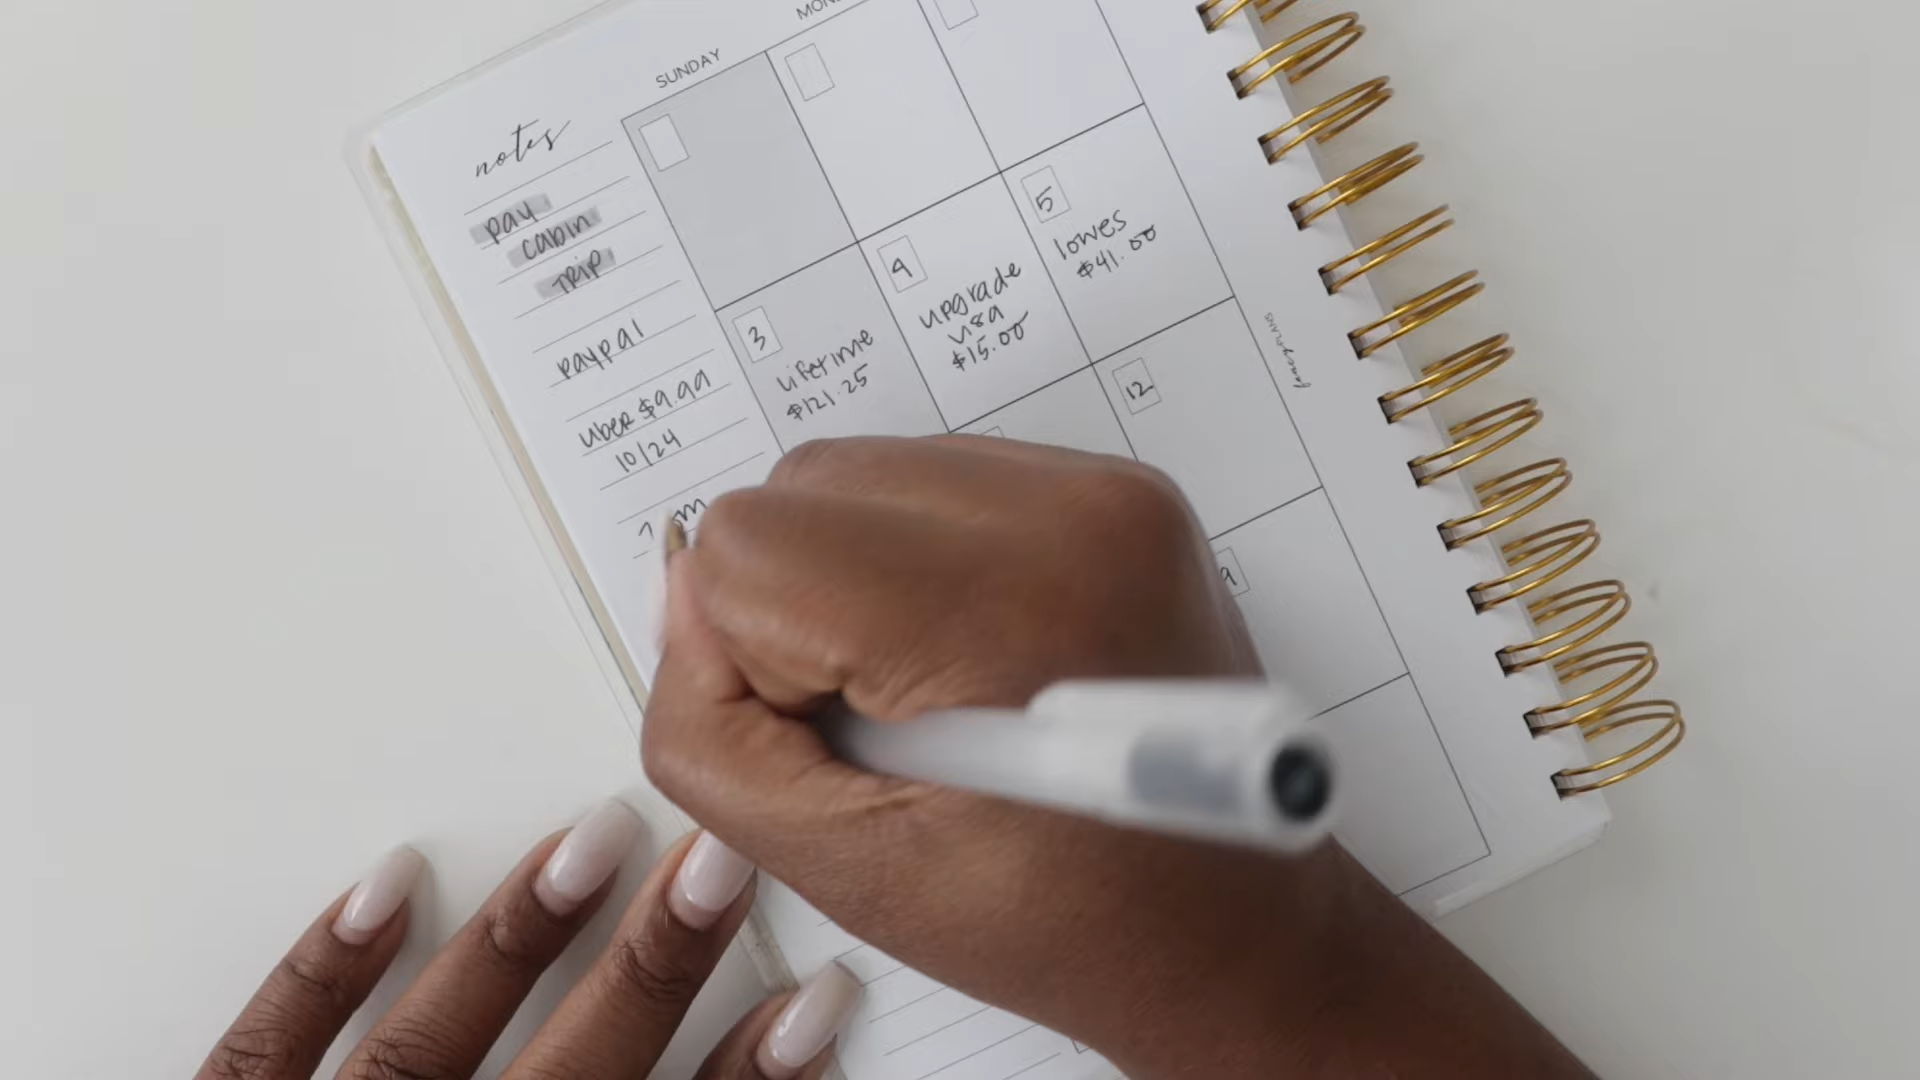 notes
pay
cabin
TRIP
paypal
uber $9.99
10/24
SUNDAY
3
lifetime
$121.25
4
upgrade
visa
$15.00
5
lowes
$41.00
12